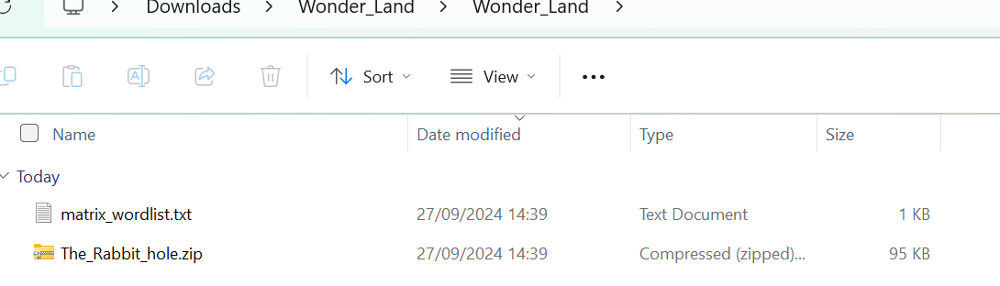 Downloads > Wonder_Land > Wonder_Land >
Sort View
Name Date modified Type Size
Today
matrix_wordlist.txt 27/09/2024 14:39 Text Document 1 KB
The_Rabbit_hole.zip 27/09/2024 14:39 Compressed (zipped)... 95 KB